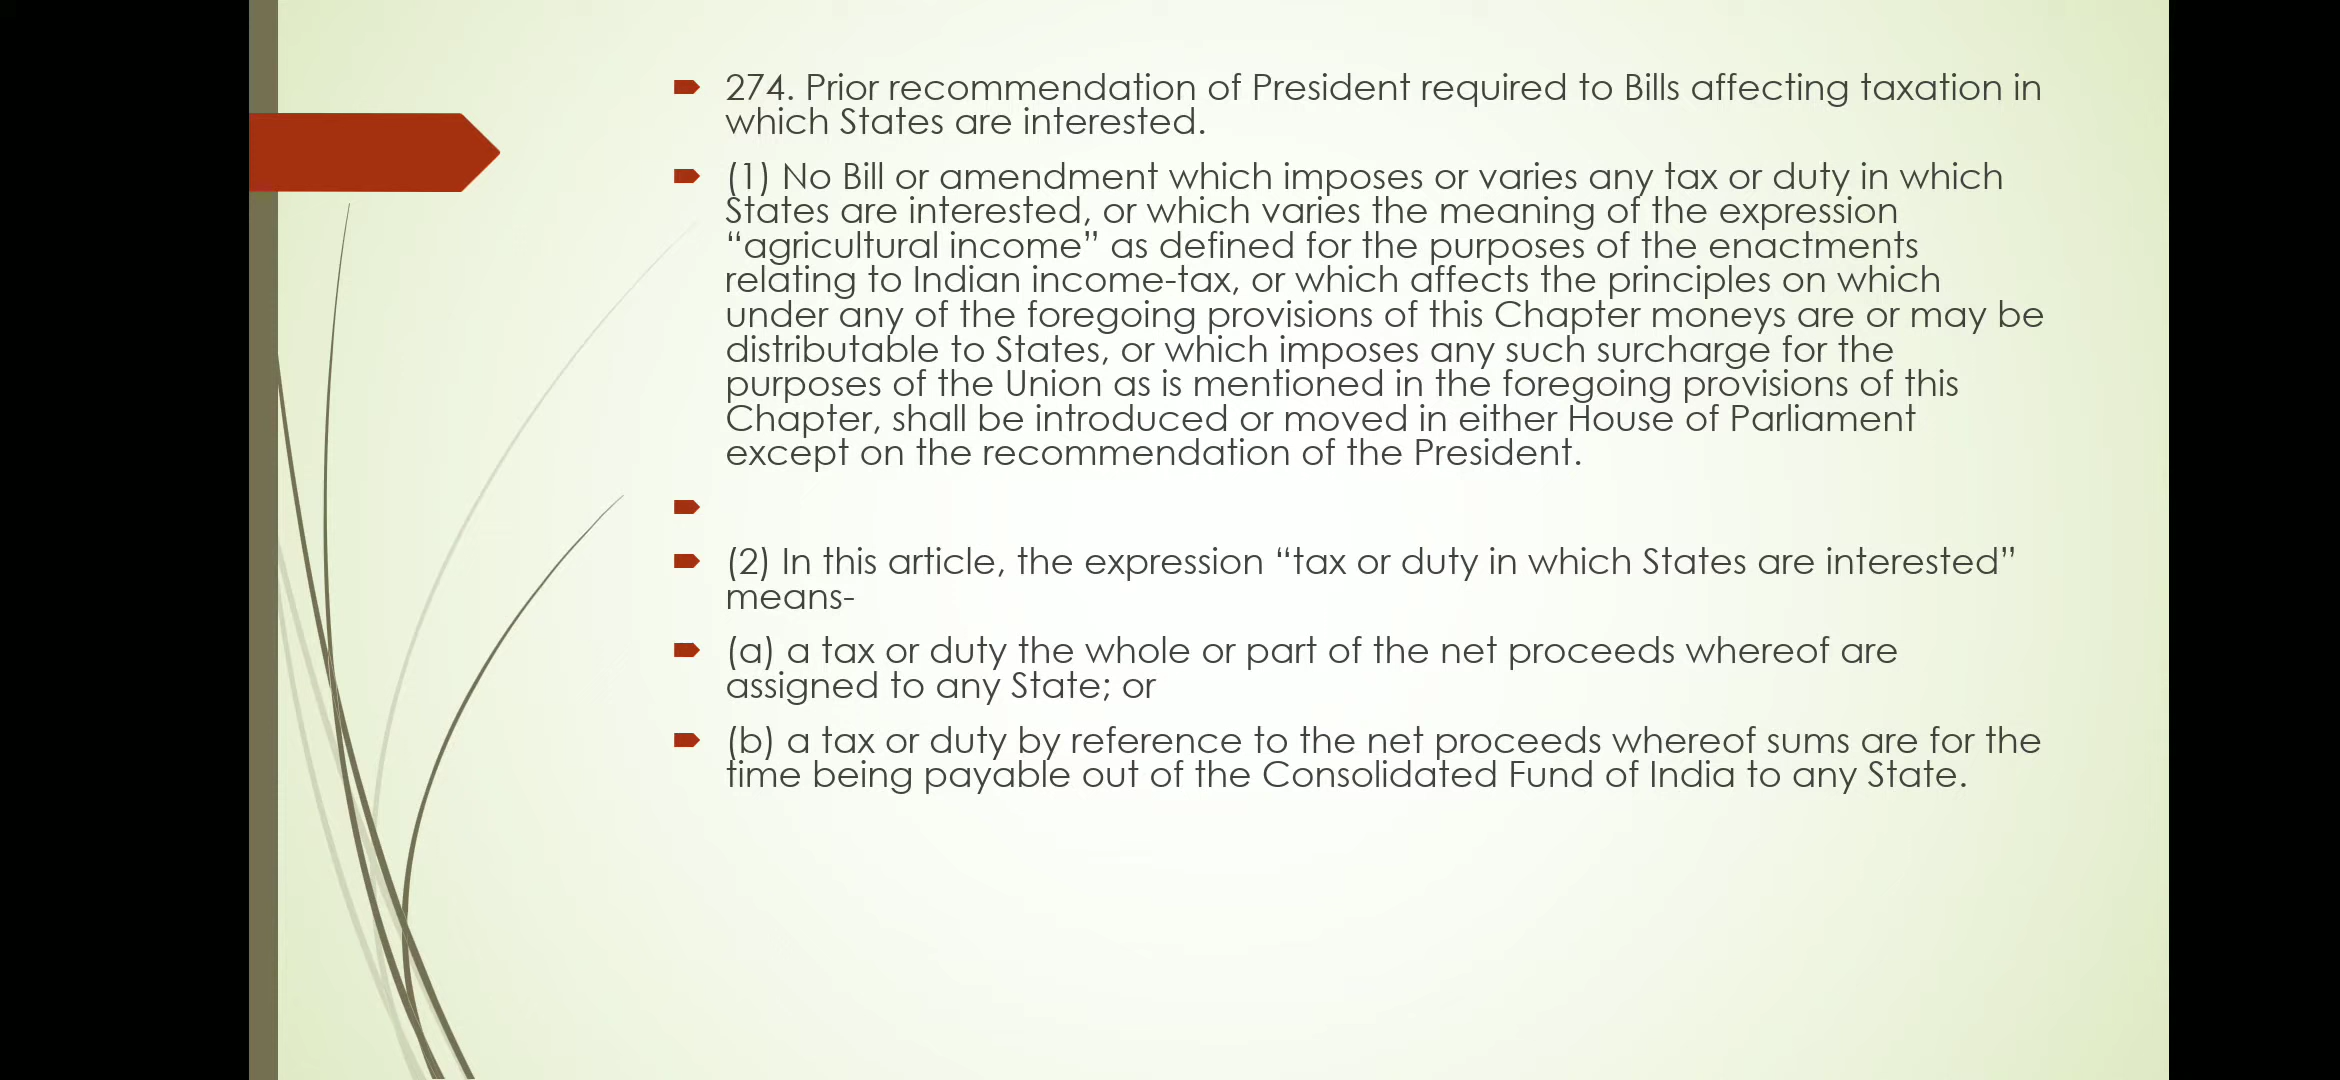 274. Prior recommendation of President required to Bills affecting taxation in
which States are interested.
(1) No Bill or amendment which imposes or varies any tax or duty in which
States are interested, or which varies the meaning of the expression
“agricultural income” as defined for the purposes of the enactments
relating to Indian income-tax, or which affects the principles on which
under any of the foregoing provisions of this Chapter moneys are or may be
distributable to States, or which imposes any such surcharge for the
purposes of the Union as is mentioned in the foregoing provisions of this
Chapter, shall be introduced or moved in either House of Parliament
except on the recommendation of the President.
(2) In this article, the expression “tax or duty in which States are interested”
means-
(a) a tax or duty the whole or part of the net proceeds whereof are
assigned to any State; or
(b) a tax or duty by reference to the net proceeds whereof sums are for the
time being payable out of the Consolidated Fund of India to any State.